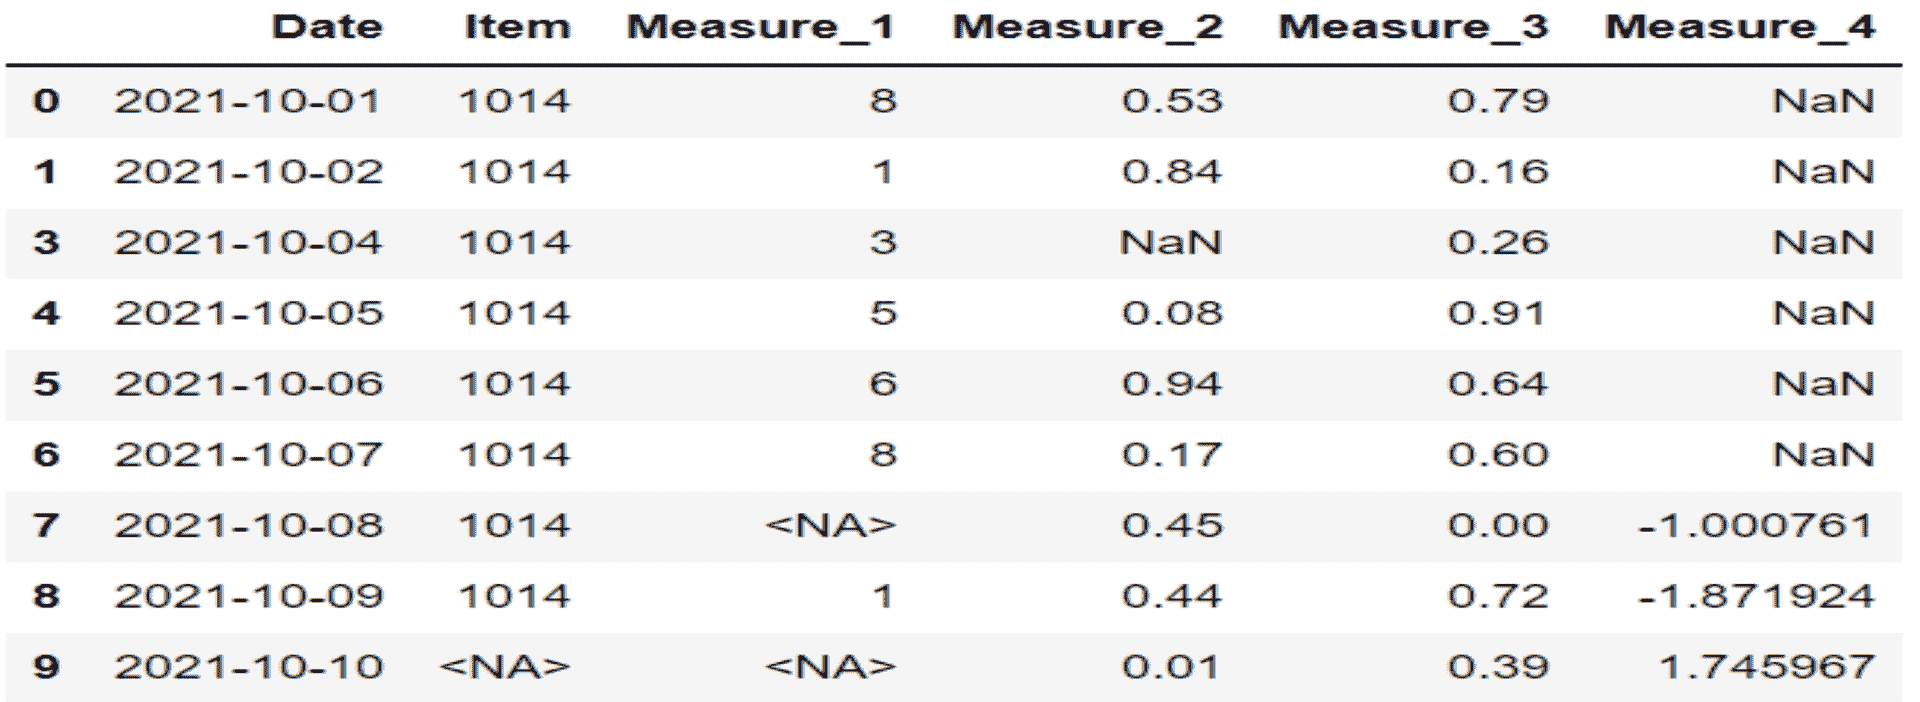 Date Item Measure_1 Measure_2 Measure_3 Measure_4
0 2021-10-01 1014 8 0.53 0.79 NaN
1 2021-10-02 1014 1 0.84 0.16 NaN
3 2021-10-04 1014 3 NaN 0.26 NaN
4 2021-10-05 1014 5 0.08 0.91 NaN
5 2021-10-06 1014 6 0.94 0.64 NaN
6 2021-10-07 1014 8 0.17 0.60 NaN
7 2021-10-08 1014 <NA> 0.45 0.00 -1.000761
8 2021-10-09 1014 1 0.44 0.72 -1.871924
9 2021-10-10 <NA> <NA> 0.01 0.39 1.745967